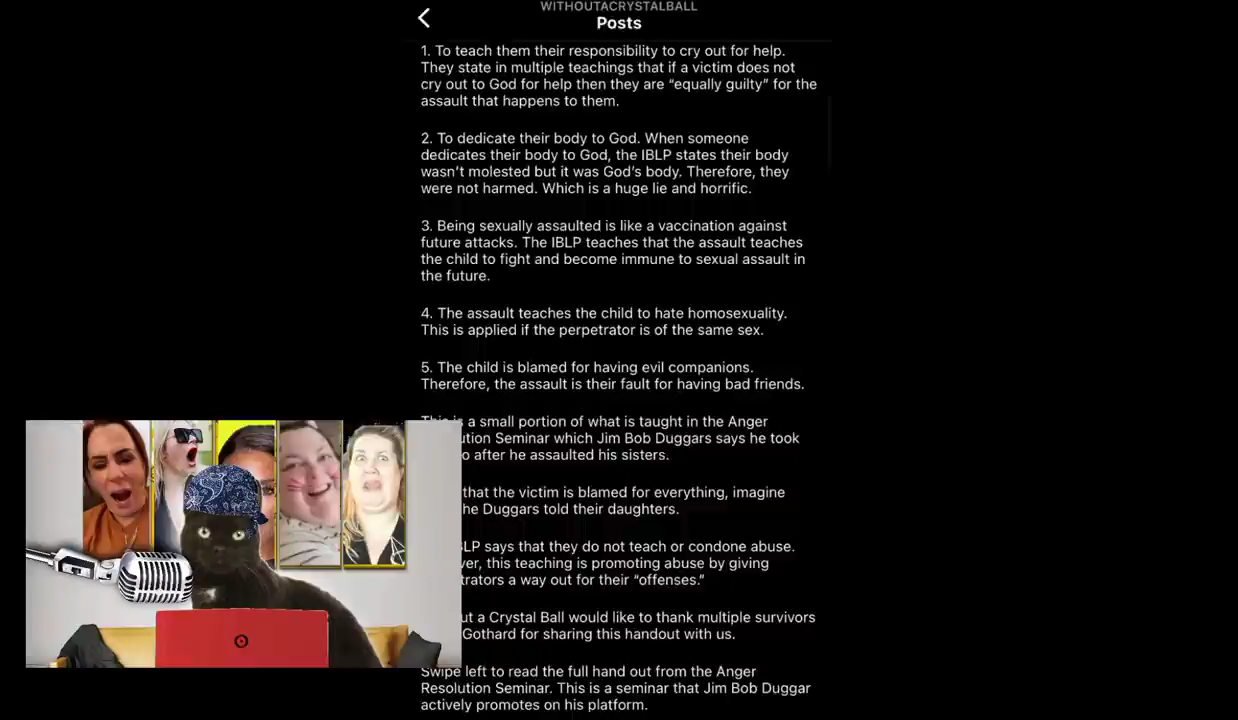 WITHOUTACRYSTALBALL
Posts
1. To teach them their responsibility to cry out for help.
They state in multiple teachings that if a victim does not
cry out to God for help then they are “equally guilty” for the
assault that happens to them.
2. To dedicate their body to God. When someone
dedicates their body to God, the IBLP states their body
wasn’t molested but it was God’s body. Therefore, they
were not harmed. Which is a huge lie and horrific.
3. Being sexually assaulted is like a vaccination against
future attacks. The IBLP teaches that the assault teaches
the child to fight and become immune to sexual assault in
the future.
4. The assault teaches the child to hate homosexuality.
This is applied if the perpetrator is of the same sex.
5. The child is blamed for having evil companions.
Therefore, the assault is their fault for having bad friends.
This is a small portion of what is taught in the Anger
ution Seminar which Jim Bob Duggars says he took
o after he assaulted his sisters.
that the victim is blamed for everything, imagine
he Duggars told their daughters.
LP says that they do not teach or condone abuse.
ver, this teaching is promoting abuse by giving
trators a way out for their “offenses.”
ut a Crystal Ball would like to thank multiple survivors
Gothard for sharing this handout with us.
Swipe left to read the full hand out from the Anger
Resolution Seminar. This is a seminar that Jim Bob Duggar
actively promotes on his platform.